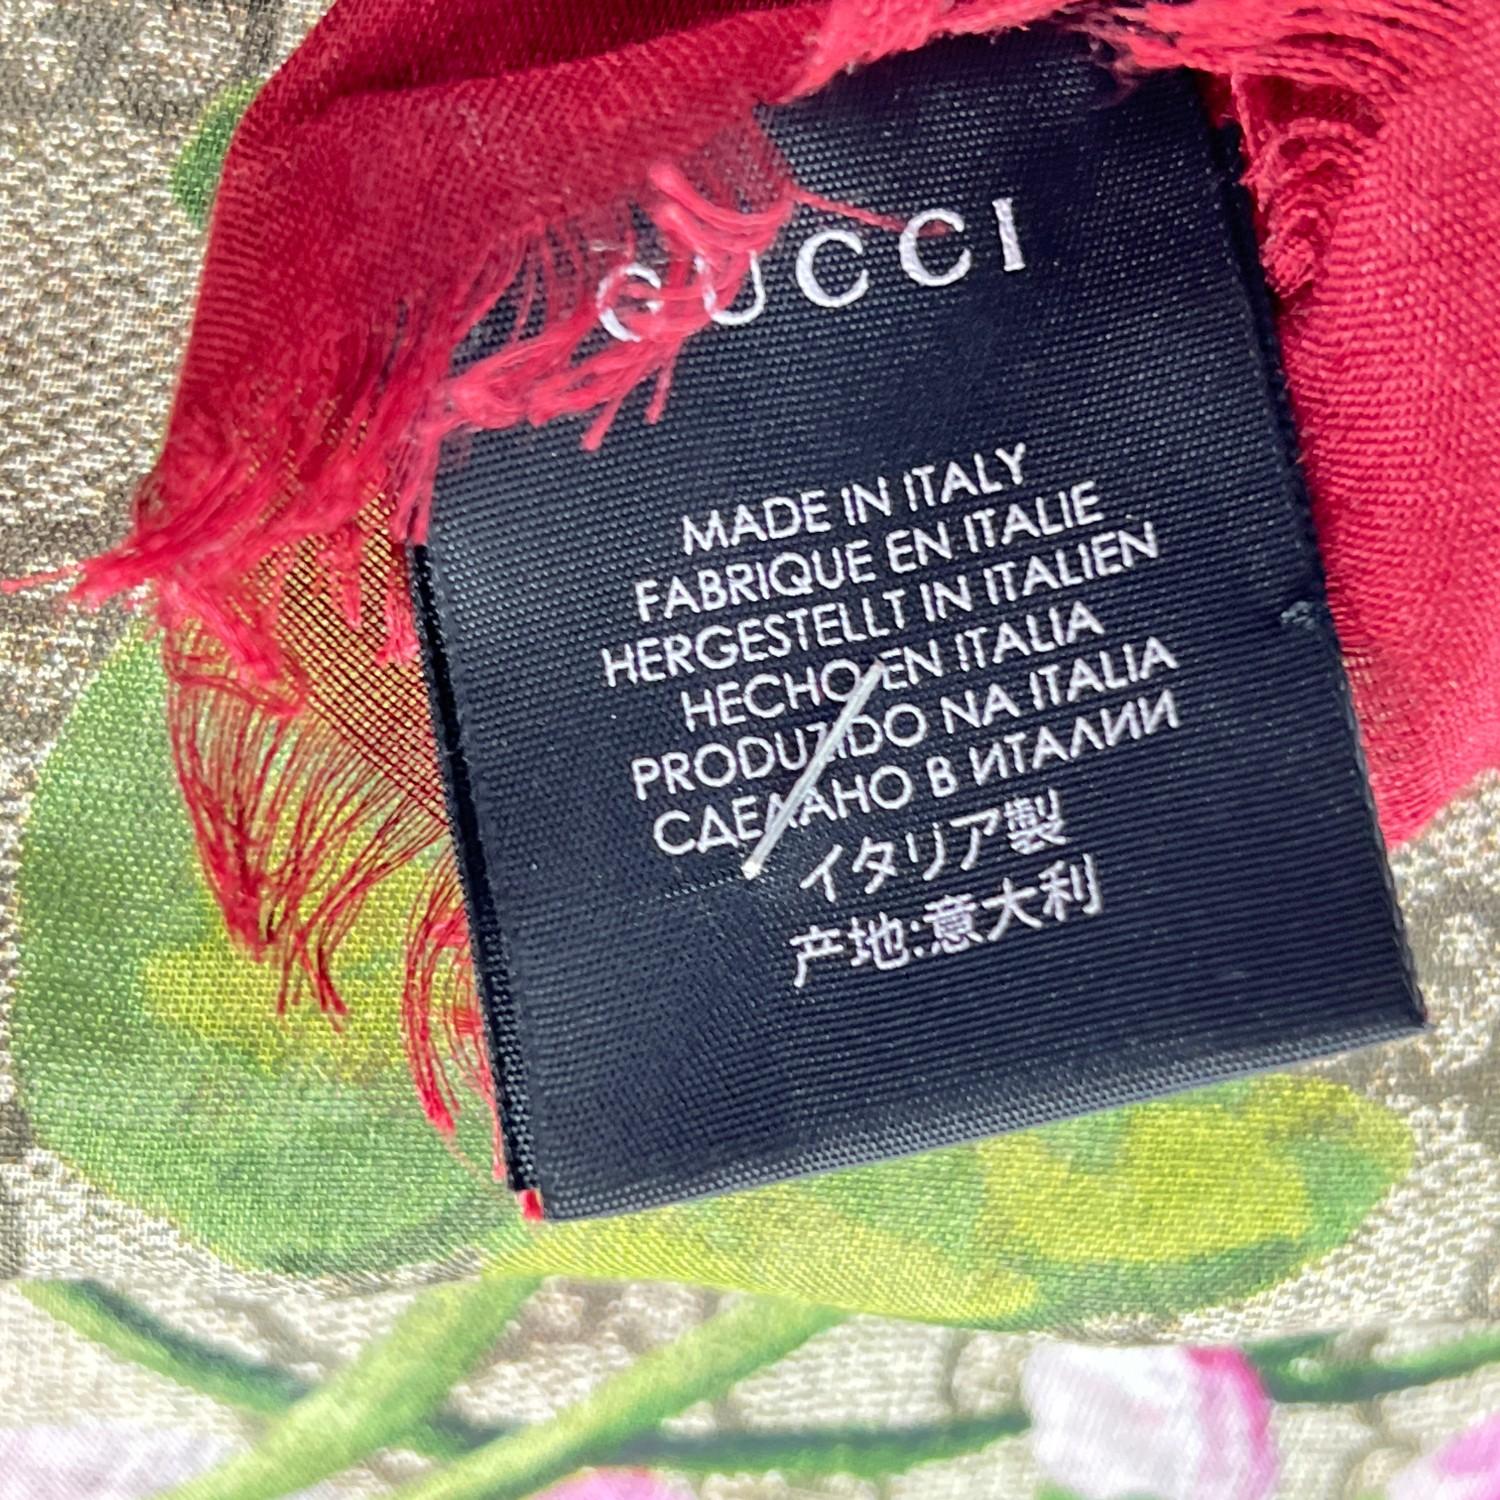 GUCCI
MADE IN ITALY
FABRIQUE EN ITALIE
HERGESTELLT IN ITALIEN
HECHO EN ITALIA
PRODUZIDO NA ITALIA
СДЕЛАНО В ИТАЛИИ
イタリア製
产地:意大利